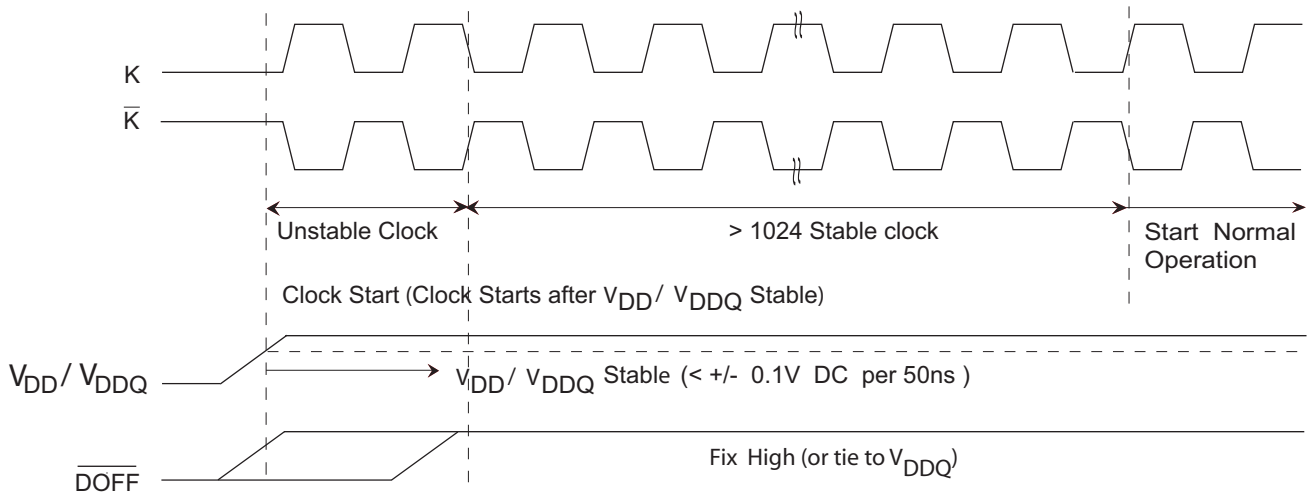 K
K̅
Unstable Clock
> 1024 Stable clock
Start Normal
Operation
Clock Start (Clock Starts after VDD / VDDQ Stable)
VDD / VDDQ
VDD / VDDQ Stable (< +/- 0.1V DC per 50ns )
D̅O̅F̅F̅
Fix High (or tie to VDDQ)